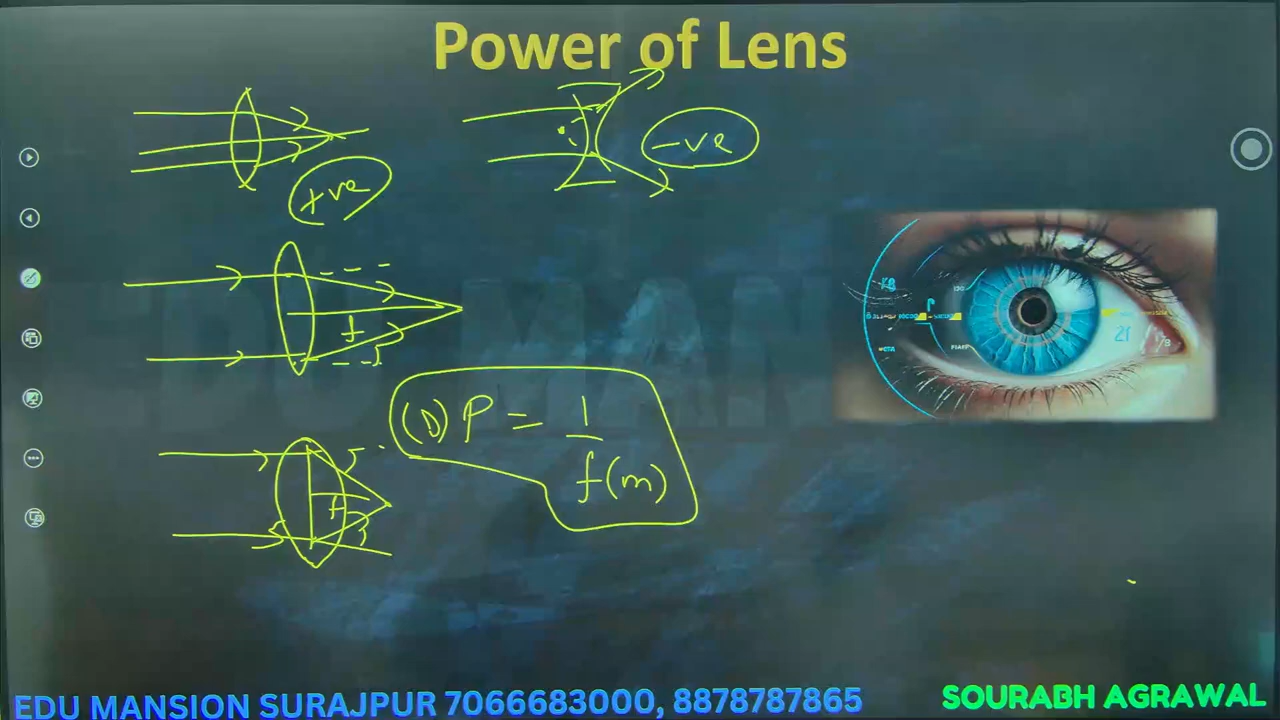 Power of Lens
+ve
-ve
f
(D) P = 1
f(m)
f
EDU MANSION SURAJPUR 7066683000, 8878787865
SOURABH AGRAWAL